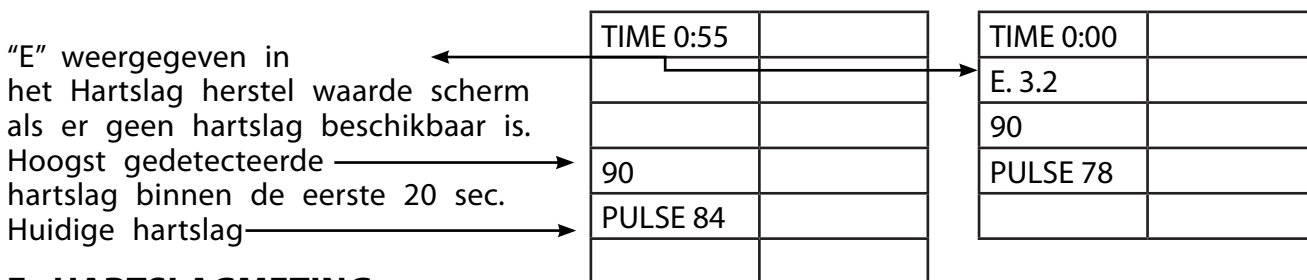 "E" weergegeven in
het Hartslag herstel waarde scherm
als er geen hartslag beschikbaar is.
Hoogst gedetecteerde
hartslag binnen de eerste 20 sec.
Huidige hartslag
TIME 0:55
90
PULSE 84
TIME 0:00
E. 3.2
90
PULSE 78
HARTSLAGMETING